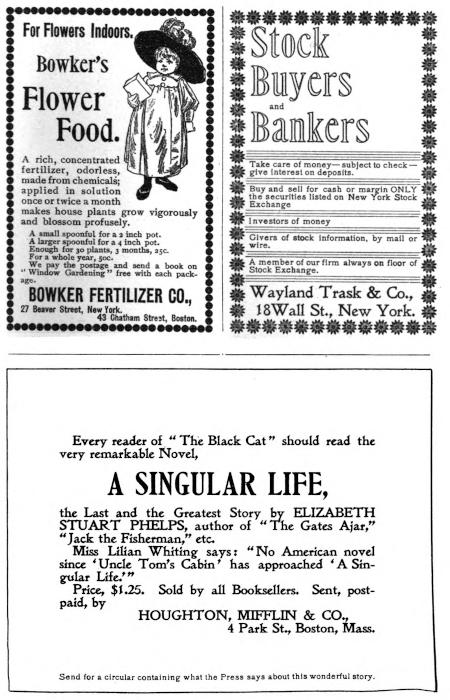 For Flowers Indoors.
Bowker's
Flower
Food.
A rich, concentrated
fertilizer, odorless,
made from chemicals;
applied in solution
once or twice a month
makes house plants grow vigorously
and blossom profusely.
A small spoonful for a 2 inch pot.
A larger spoonful for a 4 inch pot.
Enough for 20 plants, 3 months, 25c.
For a whole year, 50c.
We pay the postage and send a book on
"Window Gardening" free with each pack-
age.
BOWKER FERTILIZER CO.,
27 Beaver Street, New York.
43 Chatham Street, Boston.
Stock
Buyers
and
Bankers
Take care of money—subject to check—
give interest on deposits.
Buy and sell for cash or margin ONLY
the securities listed on New York Stock
Exchange
Investors of money
Givers of stock information, by mail or
wire.
A member of our firm always on floor of
Stock Exchange.
Wayland Trask & Co.,
18 Wall St., New York.
Every reader of "The Black Cat" should read the
very remarkable Novel,
A SINGULAR LIFE,
the Last and the Greatest Story by ELIZABETH
STUART PHELPS, author of "The Gates Ajar,"
"Jack the Fisherman," etc.
Miss Lilian Whiting says: "No American novel
since 'Uncle Tom's Cabin' has approached 'A Sin-
gular Life.'"
Price, $1.25. Sold by all Booksellers. Sent, post-
paid, by
HOUGHTON, MIFFLIN & CO.,
4 Park St., Boston, Mass.
Send for a circular containing what the Press says about this wonderful story.